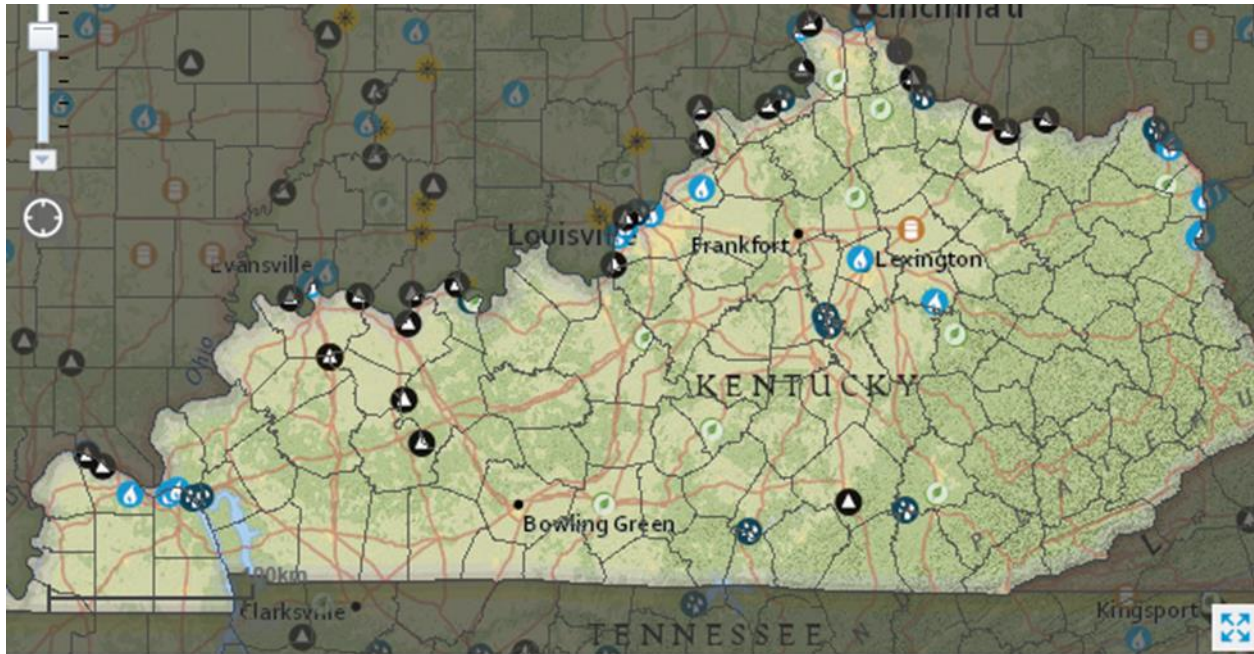 Cincinnati
Louisville
Frankfort
Evansville
Lexington
Ohio
KENTUCKY
Bowling Green
100km
Clarksville
Kingsport
TENNESSEE